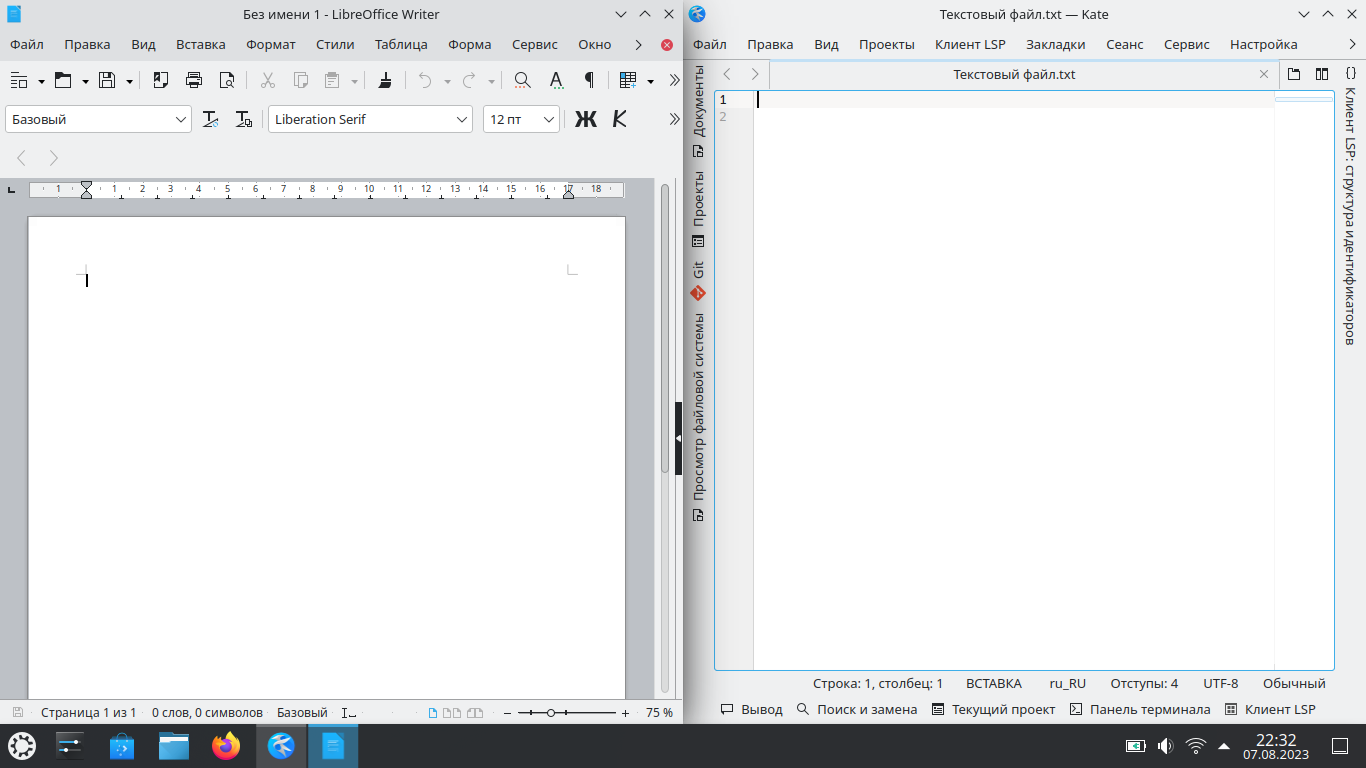 Без имени 1 - LibreOffice Writer
Файл Правка Вид Вставка Формат Стили Таблица Форма Сервис Окно
Базовый Liberation Serif 12 пт Ж К
1 1 2 3 4 5 6 7 8 9 10 11 12 13 14 15 16 17 18
Страница 1 из 1 0 слов, 0 символов Базовый 75 %
Текстовый файл.txt — Kate
Файл Правка Вид Проекты Клиент LSP Закладки Сеанс Сервис Настройка
Текстовый файл.txt
Документы
Проекты
Git
Просмотр файловой системы
1
2
{} Клиент LSP: структура идентификаторов
Строка: 1, столбец: 1 ВСТАВКА ru_RU Отступы: 4 UTF-8 Обычный
Вывод Поиск и замена Текущий проект Панель терминала Клиент LSP
22:32
07.08.2023